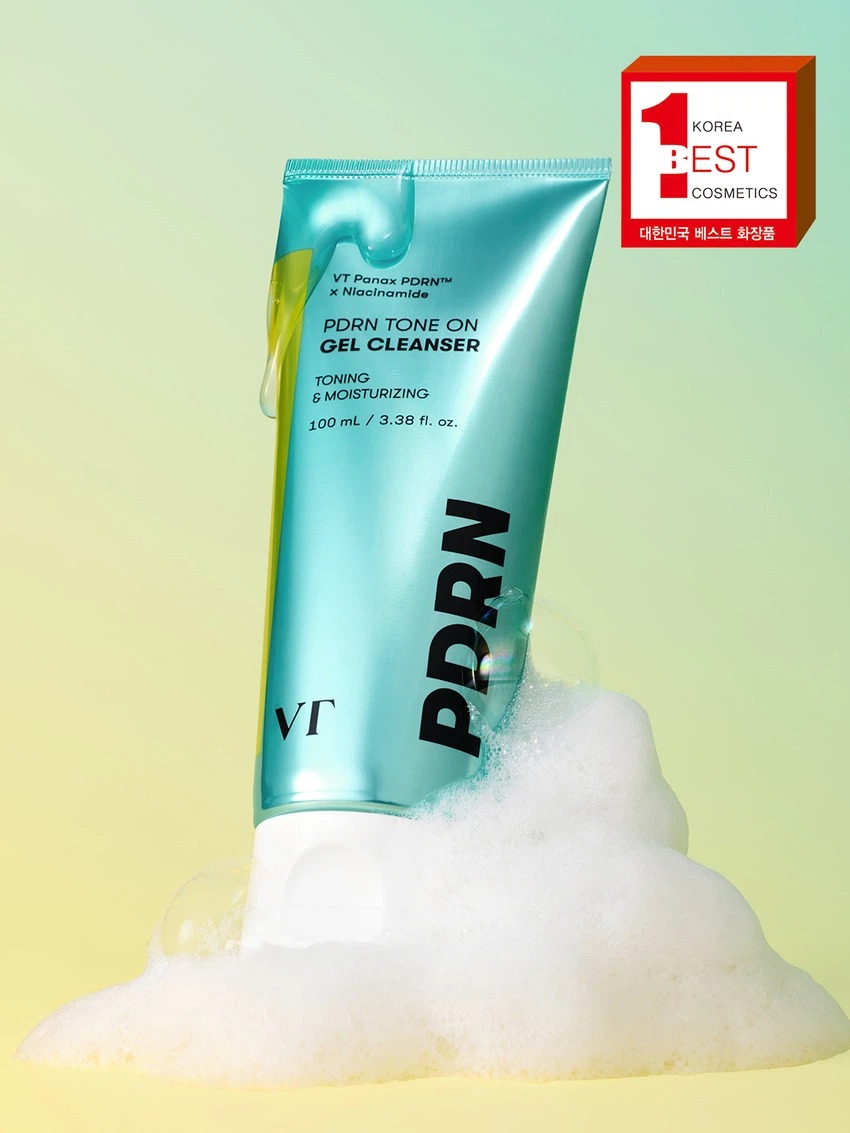 1
KOREA
BEST
COSMETICS
대한민국 베스트 화장품
VT Panax PDRN™
x Niacinamide
PDRN TONE ON
GEL CLEANSER
TONING
& MOISTURIZING
100 mL / 3.38 fl. oz.
PDRN
VT